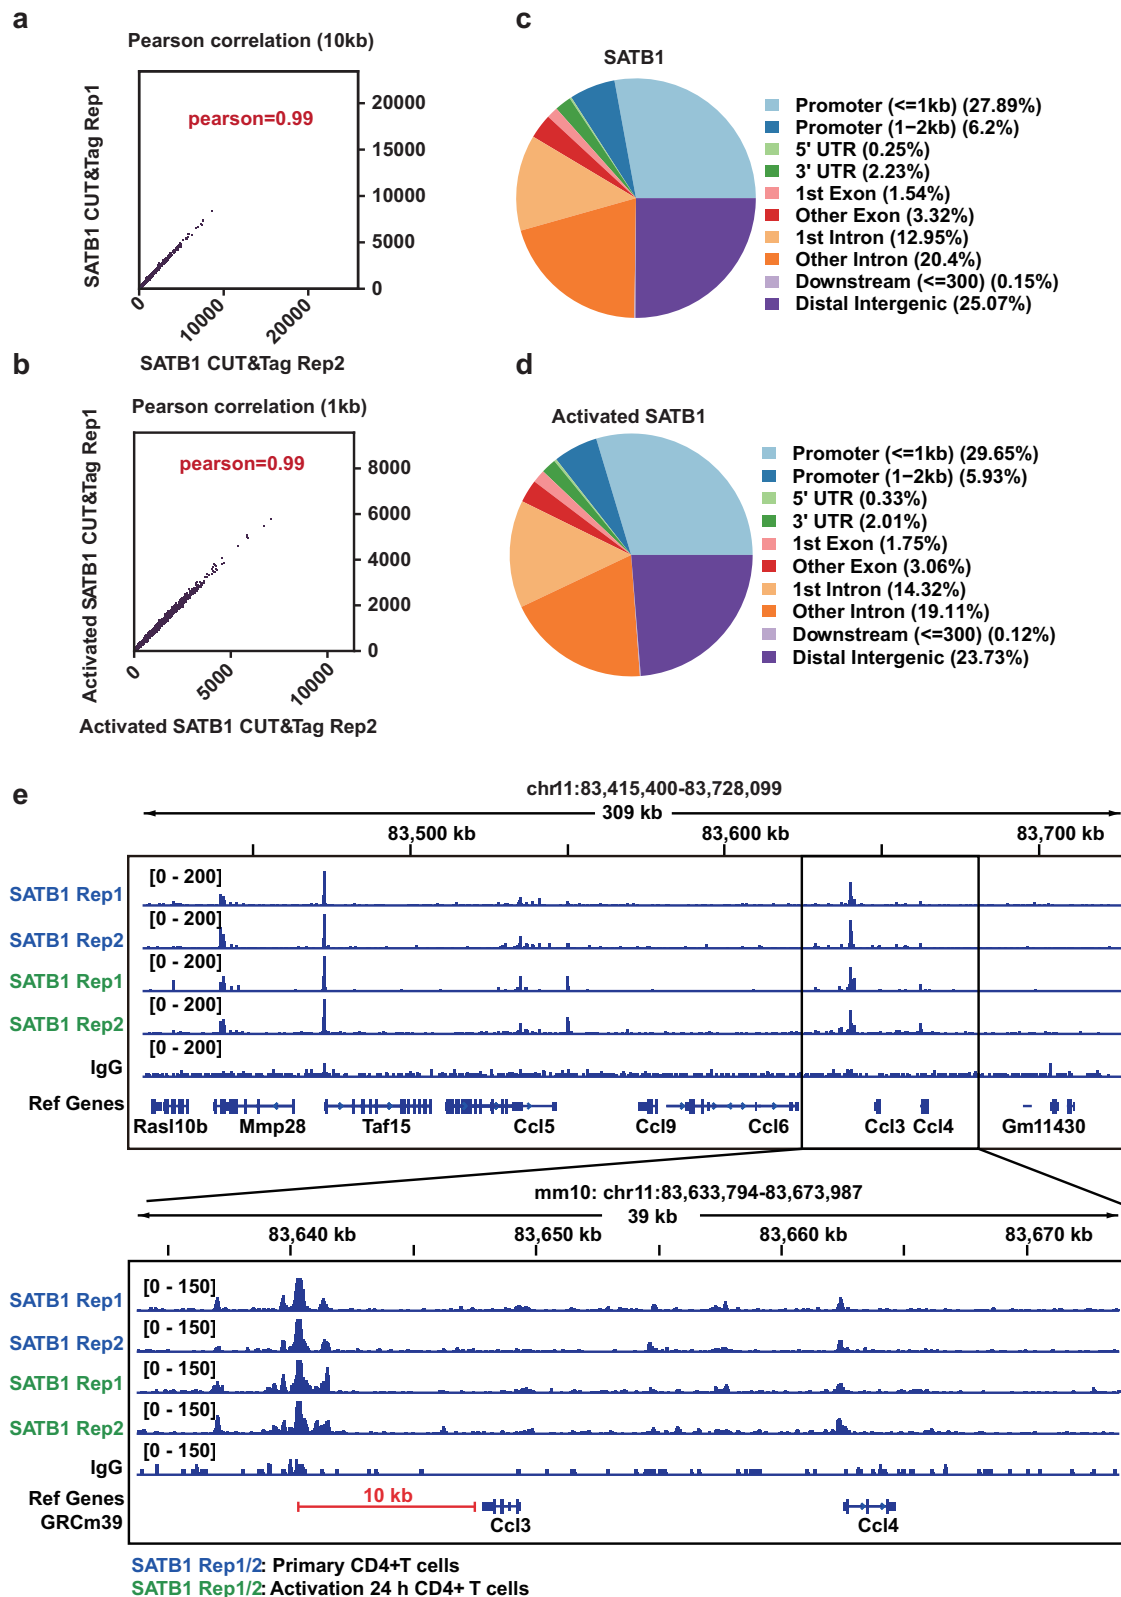 a
Pearson correlation (10kb)
SATB1 CUT&Tag Rep1
pearson=0.99
20000
15000
10000
5000
0
0
10000
20000
SATB1 CUT&Tag Rep2
b
Pearson correlation (1kb)
Activated SATB1 CUT&Tag Rep1
pearson=0.99
8000
6000
4000
2000
0
0
5000
10000
Activated SATB1 CUT&Tag Rep2
c
SATB1
Promoter (<=1kb) (27.89%)
Promoter (1−2kb) (6.2%)
5' UTR (0.25%)
3' UTR (2.23%)
1st Exon (1.54%)
Other Exon (3.32%)
1st Intron (12.95%)
Other Intron (20.4%)
Downstream (<=300) (0.15%)
Distal Intergenic (25.07%)
d
Activated SATB1
Promoter (<=1kb) (29.65%)
Promoter (1−2kb) (5.93%)
5' UTR (0.33%)
3' UTR (2.01%)
1st Exon (1.75%)
Other Exon (3.06%)
1st Intron (14.32%)
Other Intron (19.11%)
Downstream (<=300) (0.12%)
Distal Intergenic (23.73%)
e
chr11:83,415,400-83,728,099
309 kb
83,500 kb 83,600 kb 83,700 kb
[0 - 200]
SATB1 Rep1
[0 - 200]
SATB1 Rep2
[0 - 200]
SATB1 Rep1
[0 - 200]
SATB1 Rep2
[0 - 200]
IgG
Ref Genes
Rasl10b Mmp28 Taf15 Ccl5 Ccl9 Ccl6 Ccl3 Ccl4 Gm11430
mm10: chr11:83,633,794-83,673,987
39 kb
83,640 kb 83,650 kb 83,660 kb 83,670 kb
[0 - 150]
SATB1 Rep1
[0 - 150]
SATB1 Rep2
[0 - 150]
SATB1 Rep1
[0 - 150]
SATB1 Rep2
[0 - 150]
IgG
Ref Genes
GRCm39
10 kb
Ccl3 Ccl4
SATB1 Rep1/2: Primary CD4+T cells
SATB1 Rep1/2: Activation 24 h CD4+ T cells